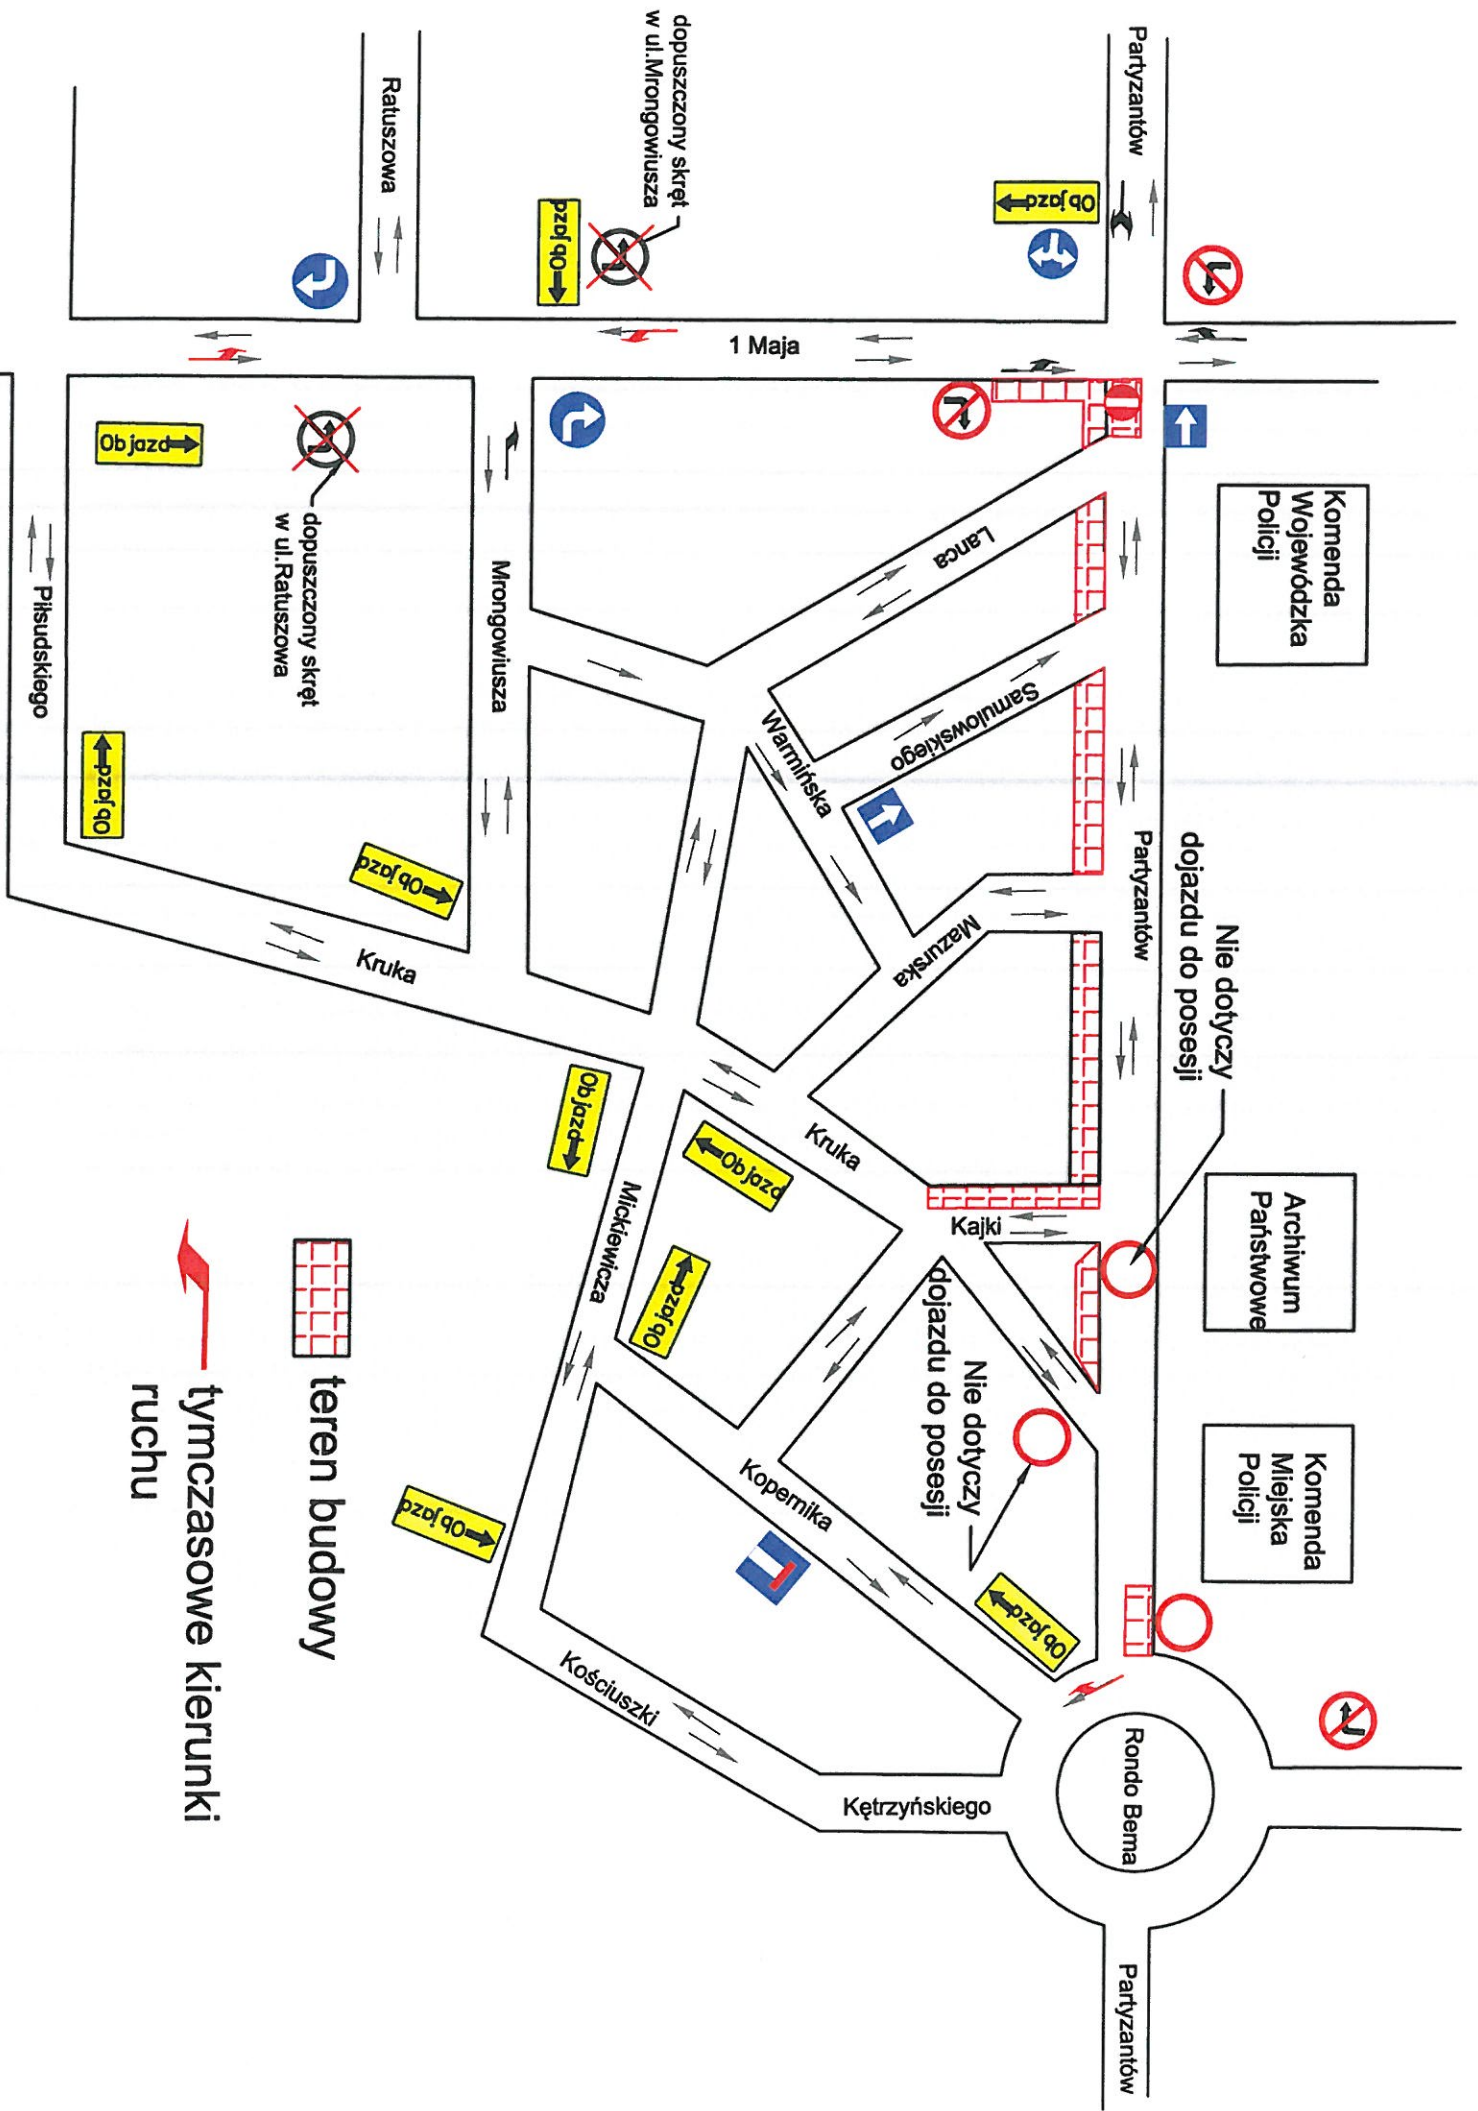 Partyzantów
Objazd
dopuszczony skręt
w ul.Mrongowiusza
Objazd
Ratuszowa
1 Maja
Komenda
Wojewódzka
Policji
Lanca
Samulowskiego
Warmińska
Mrongowiusza
Objazd
dopuszczony skręt
w ul.Ratuszowa
Piłsudskiego
Objazd
Objazd
Kruka
Partyzantów
Nie dotyczy
dojazdu do posesji
Mazurska
Kruka
Kajki
Archiwum
Państwowe
Objazd
Objazd
Objazd
Mickiewicza
Nie dotyczy
dojazdu do posesji
Komenda
Miejska
Policji
Kopernika
Objazd
Objazd
Kościuszki
Kętrzyńskiego
Rondo Bema
Partyzantów
teren budowy
tymczasowe kierunki
ruchu